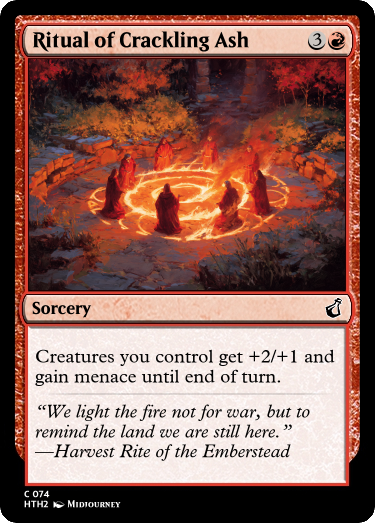 Ritual of Crackling Ash 3
Sorcery
Creatures you control get +2/+1 and
gain menace until end of turn.
“We light the fire not for war, but to
remind the land we are still here.”
—Harvest Rite of the Emberstead
C 074
HTH2 Midjourney